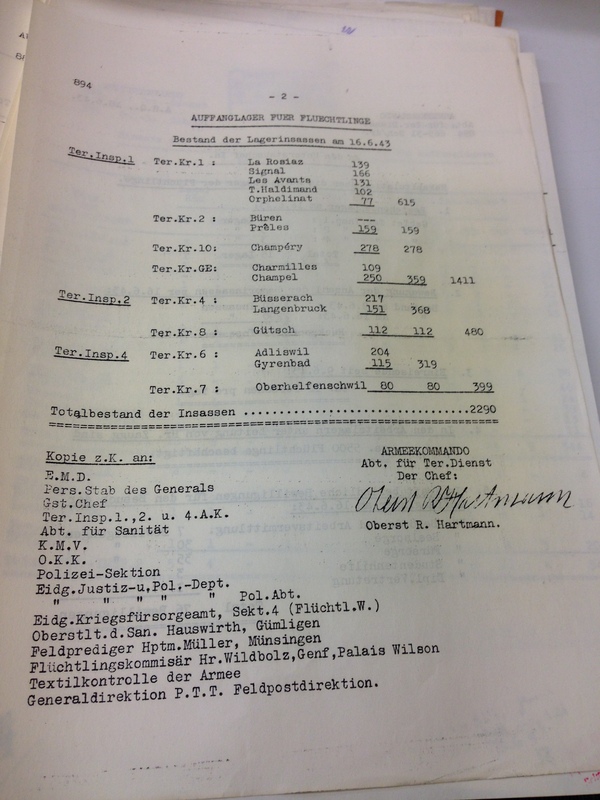 894
- 2 -
AUFFANGLAGER FUER FLUECHTLINGE
Bestand der Lagerinsassen am 16.6.43
Ter.Insp.1 Ter.Kr.1 : La Rosiaz 139
Signal 166
Les Avants 131
T.Haldimand 102
Orphelinat 77 615
Ter.Kr.2 : Büren ---
Prêles 159 159
Ter.Kr.10: Champéry 278 278
Ter.Kr.GE: Charmilles 109
Champel 250 359 1411
Ter.Insp.2 Ter.Kr.4 : Büsserach 217
Langenbruck 151 368
Ter.Kr.8 : Gütsch 112 112 480
Ter.Insp.4 Ter.Kr.6 : Adliswil 204
Gyrenbad 115 319
Ter.Kr.7 : Oberhelfenschwil 80 80 399
Totalbestand der Insassen ..................................2290
Kopie z.K. an:
E.M.D.
Pers.Stab des Generals
Gst.Chef
Ter.Insp.1.,2. u. 4.A.K.
Abt. für Sanität
K.M.V.
O.K.K.
Polizei-Sektion
Eidg.Justiz-u.Pol.-Dept.
" " " " Pol.Abt.
Eidg.Kriegsfürsorgeamt, Sekt.4 (Flüchtl.W.)
Oberstlt.d.San. Hauswirth, Gümligen
Feldprediger Hptm.Müller, Münsingen
Flüchtlingskommisär Hr.Wildbolz,Genf,Palais Wilson
Textilkontrolle der Armee
Generaldirektion P.T.T. Feldpostdirektion.
ARMEEKOMMANDO
Abt. für Ter.Dienst
Der Chef:
Oberst R Hartmann
Oberst R. Hartmann.